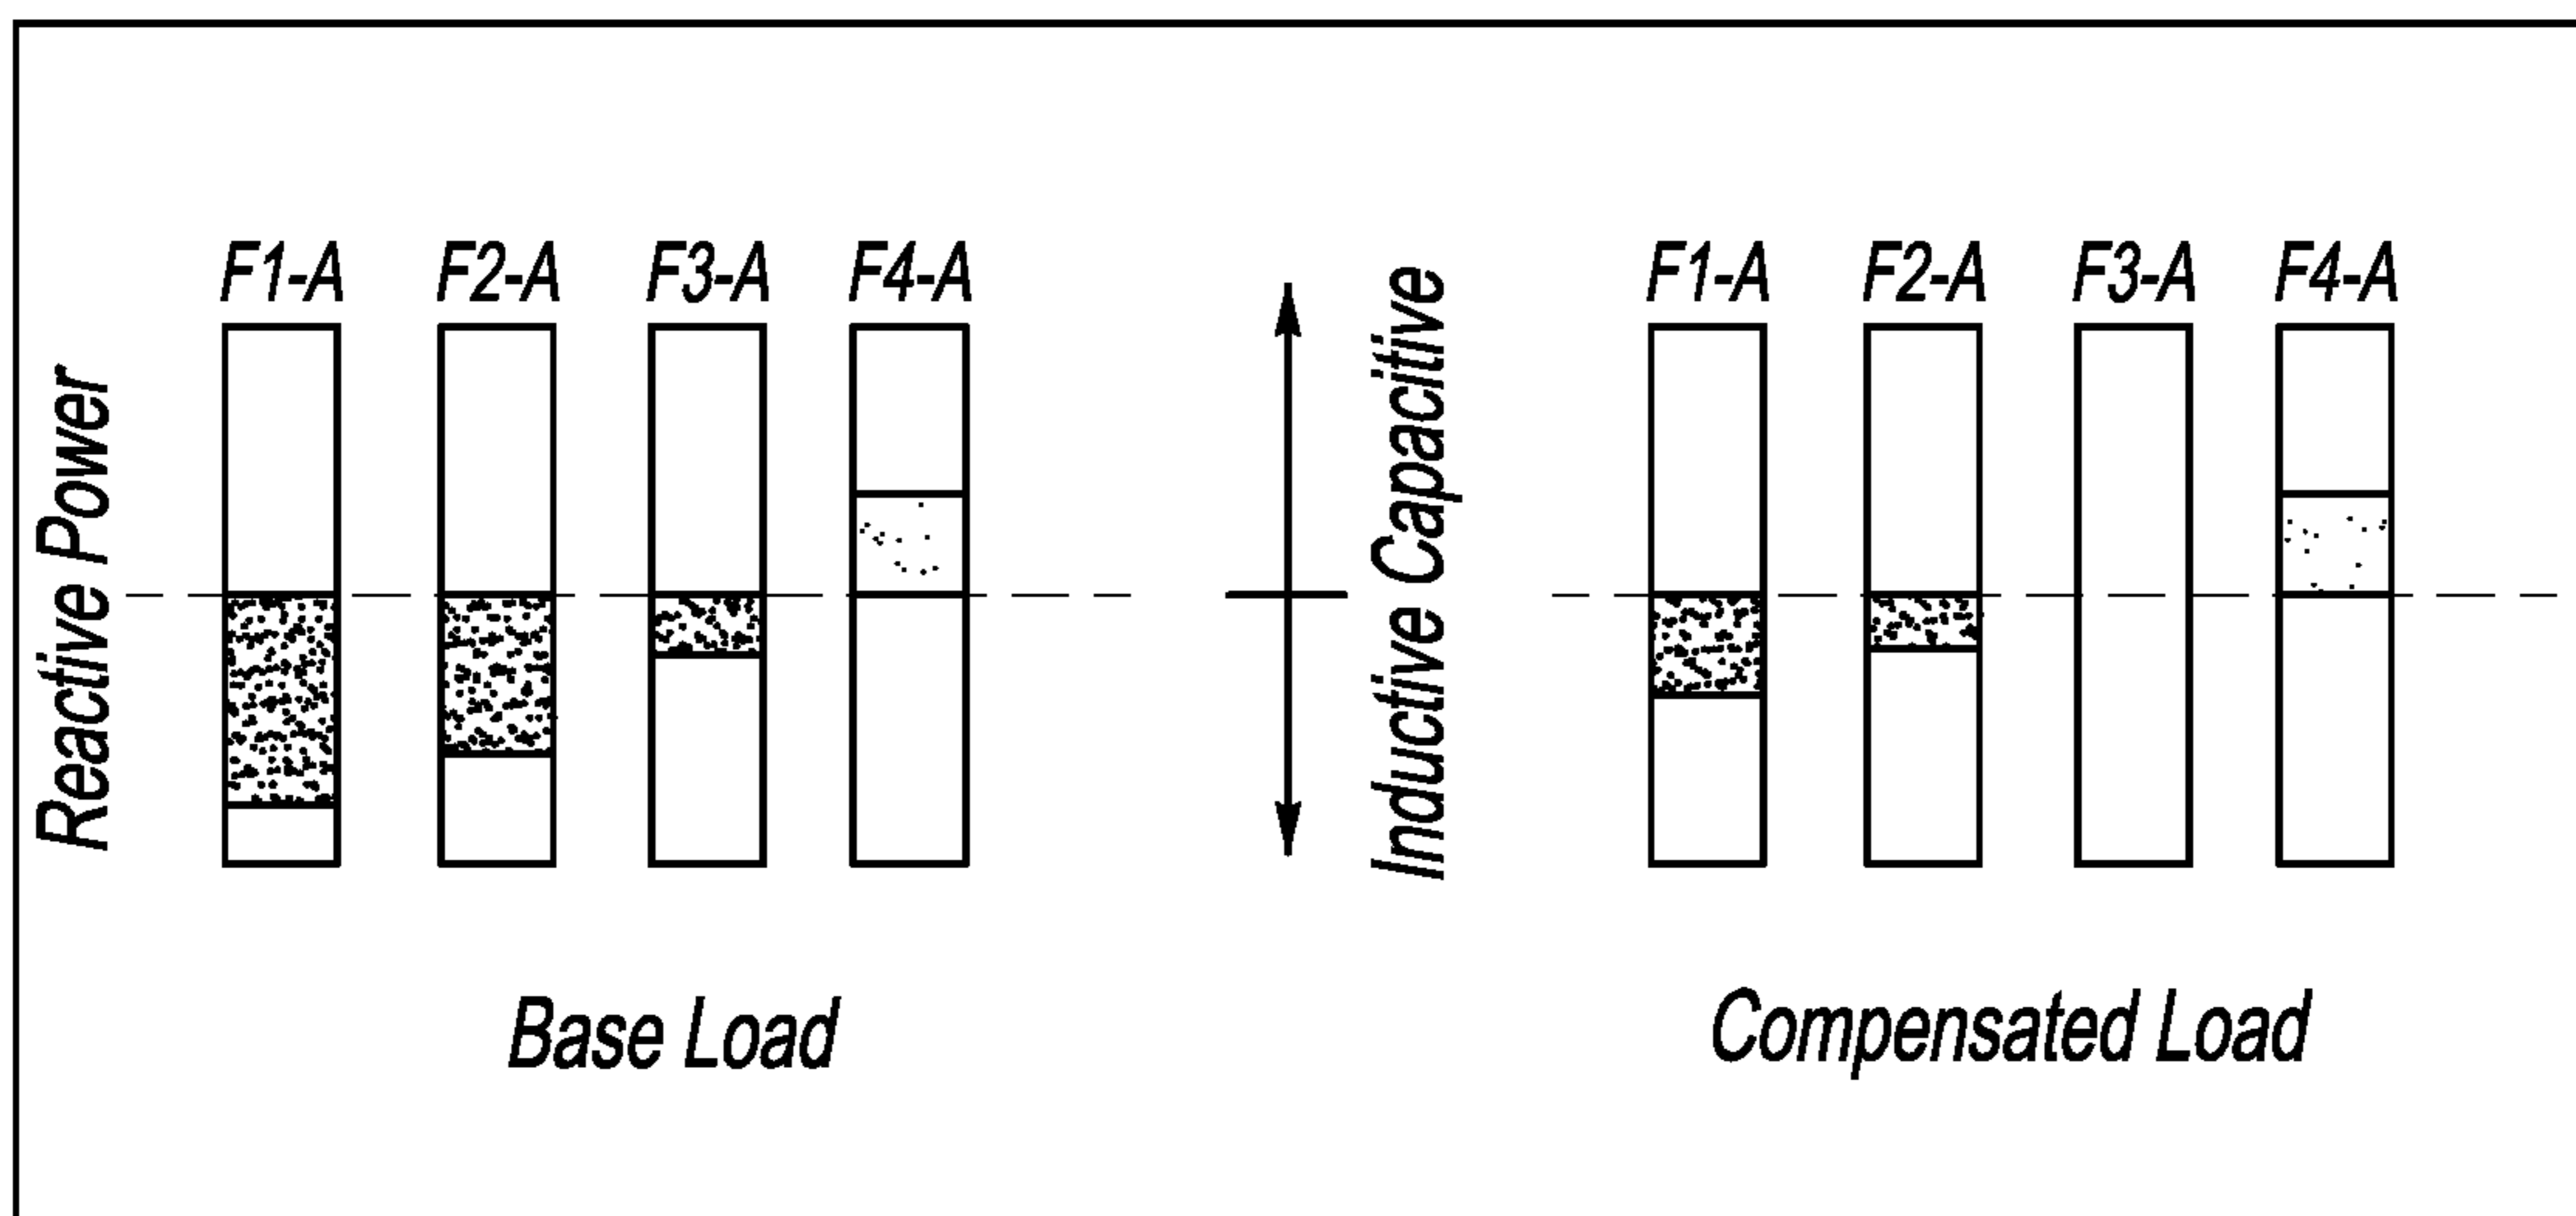 F1-A F2-A F3-A F4-A
Reactive Power
Base Load
Inductive Capacitive
F1-A F2-A F3-A F4-A
Compensated Load